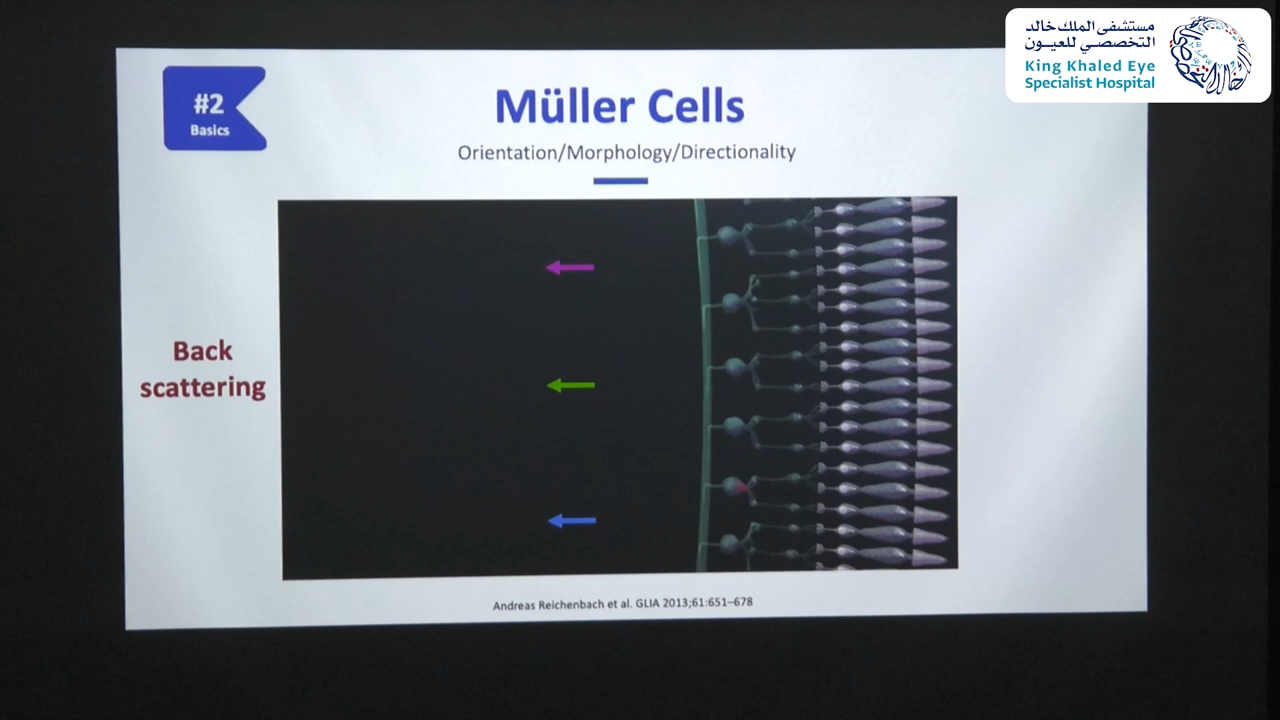 مستشفى الملك خالد
التخصصي للعيون
King Khaled Eye
Specialist Hospital
#2
Basics
Müller Cells
Orientation/Morphology/Directionality
Back
scattering
Andreas Reichenbach et al. GLIA 2013;61:651–678